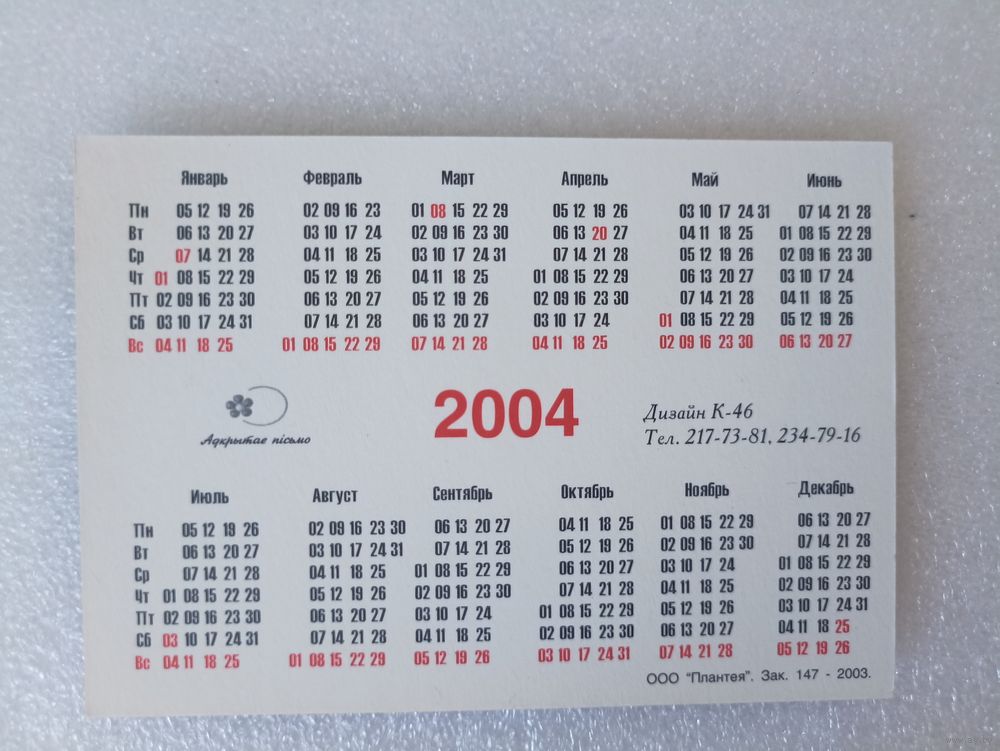 Январь Февраль Март Апрель Май Июнь
Пн 05 12 19 26 02 09 16 23 01 08 15 22 29 05 12 19 26 03 10 17 24 31 07 14 21 28
Вт 06 13 20 27 03 10 17 24 02 09 16 23 30 06 13 20 27 04 11 18 25 01 08 15 22 29
Ср 07 14 21 28 04 11 18 25 03 10 17 24 31 07 14 21 28 05 12 19 26 02 09 16 23 30
Чт 01 08 15 22 29 05 12 19 26 04 11 18 25 01 08 15 22 29 06 13 20 27 03 10 17 24
Пт 02 09 16 23 30 06 13 20 27 05 12 19 26 02 09 16 23 30 07 14 21 28 04 11 18 25
Сб 03 10 17 24 31 07 14 21 28 06 13 20 27 03 10 17 24 01 08 15 22 29 05 12 19 26
Вс 04 11 18 25 01 08 15 22 29 07 14 21 28 04 11 18 25 02 09 16 23 30 06 13 20 27
Адкрытае пісьмо
2004
Дизайн К-46
Тел. 217-73-81, 234-79-16
Июль Август Сентябрь Октябрь Ноябрь Декабрь
Пн 05 12 19 26 02 09 16 23 30 06 13 20 27 04 11 18 25 01 08 15 22 29 06 13 20 27
Вт 06 13 20 27 03 10 17 24 31 07 14 21 28 05 12 19 26 02 09 16 23 30 07 14 21 28
Ср 07 14 21 28 04 11 18 25 01 08 15 22 29 06 13 20 27 03 10 17 24 01 08 15 22 29
Чт 01 08 15 22 29 05 12 19 26 02 09 16 23 30 07 14 21 28 04 11 18 25 02 09 16 23 30
Пт 02 09 16 23 30 06 13 20 27 03 10 17 24 01 08 15 22 29 05 12 19 26 03 10 17 24 31
Сб 03 10 17 24 31 07 14 21 28 04 11 18 25 02 09 16 23 30 06 13 20 27 04 11 18 25
Вс 04 11 18 25 01 08 15 22 29 05 12 19 26 03 10 17 24 31 07 14 21 28 05 12 19 26
ООО "Плантея". Зак. 147 - 2003.